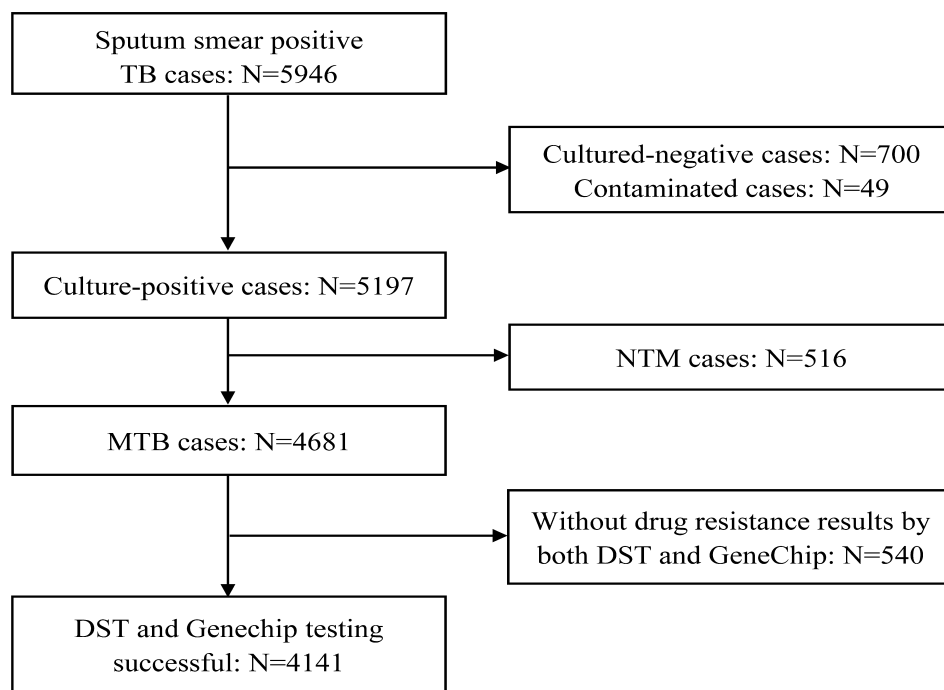 Sputum smear positive
TB cases: N=5946
Cultured-negative cases: N=700
Contaminated cases: N=49
Culture-positive cases: N=5197
NTM cases: N=516
MTB cases: N=4681
Without drug resistance results by
both DST and GeneChip: N=540
DST and Genechip testing
successful: N=4141